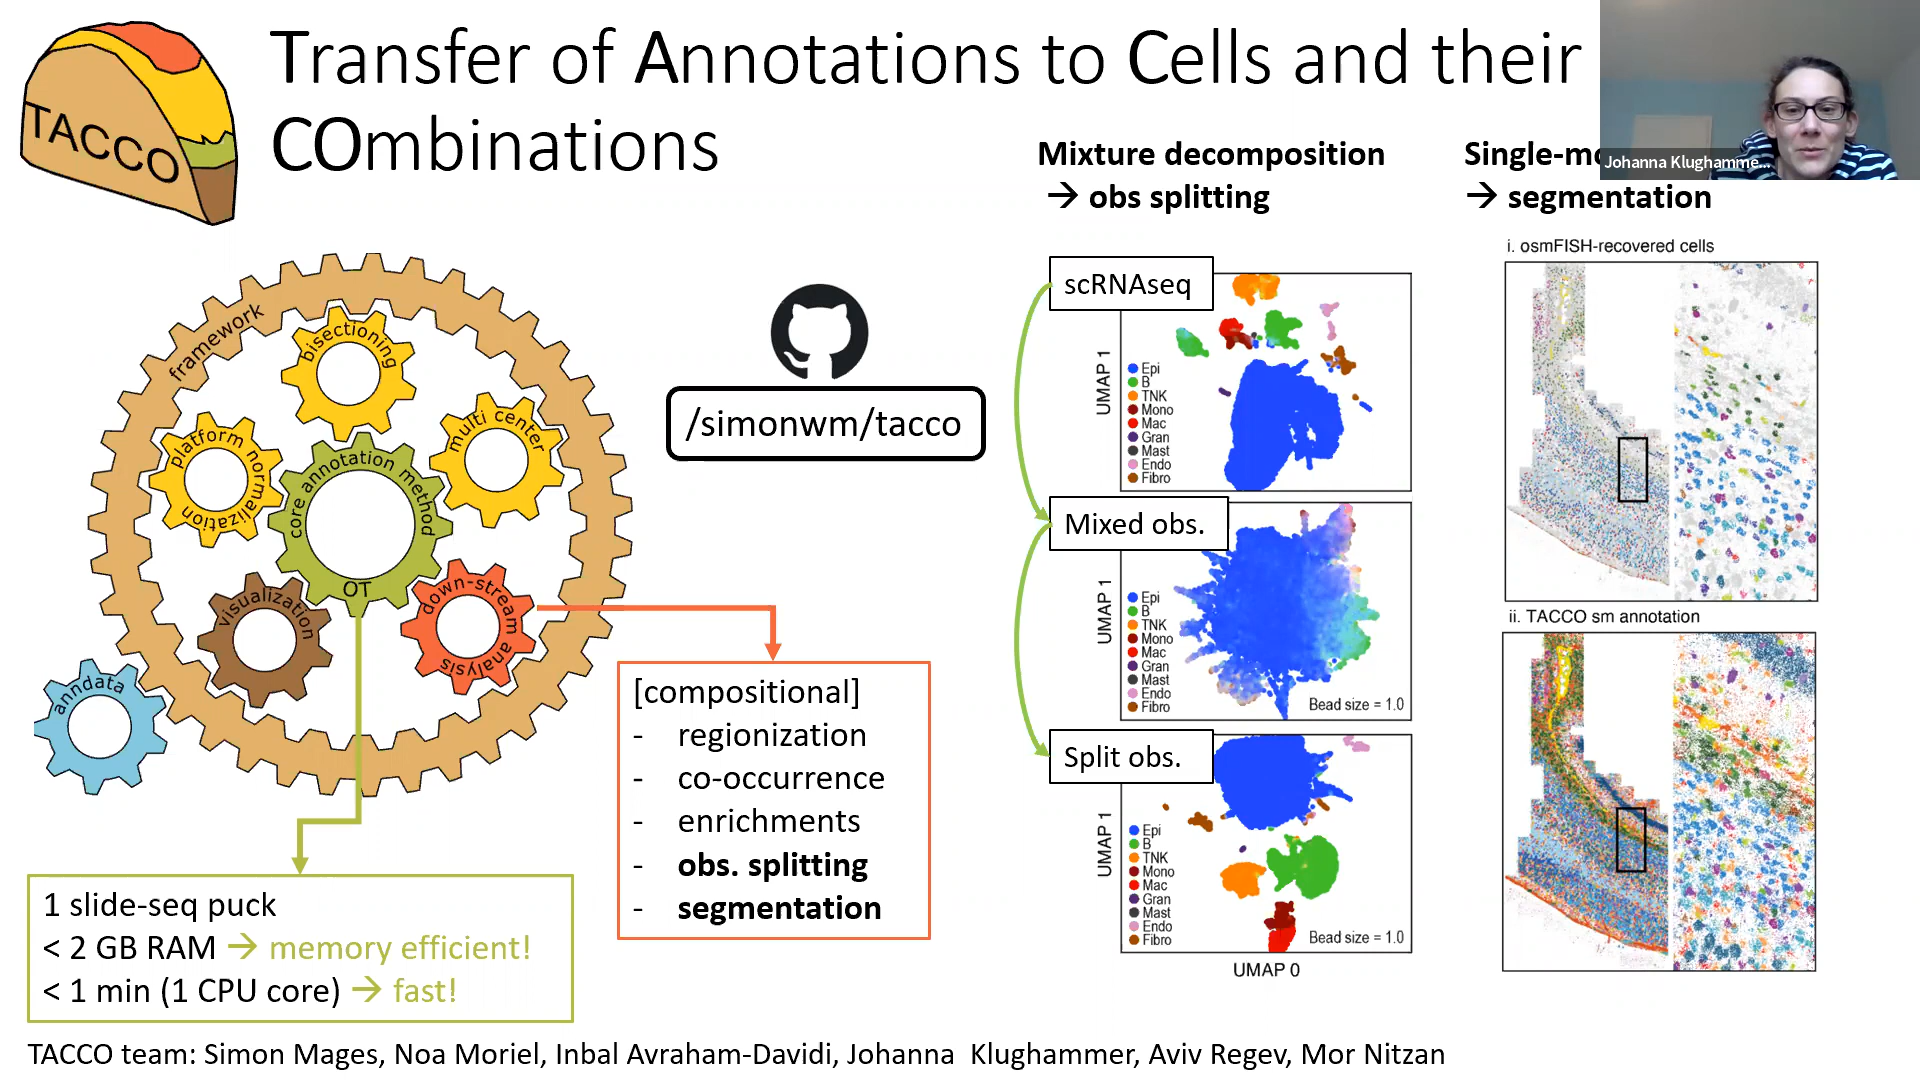 TACCO
Transfer of Annotations to Cells and their
COmbinations
Johanna Klughamme...
Mixture decomposition
→ obs splitting
→ segmentation
framework
bisectioning
platform normalization
multi center
core annotation method
OT
visualization
down-stream analysis
anndata
/simonwm/tacco
[compositional]
- regionization
- co-occurrence
- enrichments
- obs. splitting
- segmentation
1 slide-seq puck
< 2 GB RAM → memory efficient!
< 1 min (1 CPU core) → fast!
scRNAseq
UMAP 1
Epi
B
TNK
Mono
Mac
Gran
Mast
Endo
Fibro
Mixed obs.
UMAP 1
Epi
B
TNK
Mono
Mac
Gran
Mast
Endo
Fibro
Bead size = 1.0
Split obs.
UMAP 1
Epi
B
TNK
Mono
Mac
Gran
Mast
Endo
Fibro
Bead size = 1.0
UMAP 0
i. osmFISH-recovered cells
ii. TACCO sm annotation
TACCO team: Simon Mages, Noa Moriel, Inbal Avraham-Davidi, Johanna Klughammer, Aviv Regev, Mor Nitzan